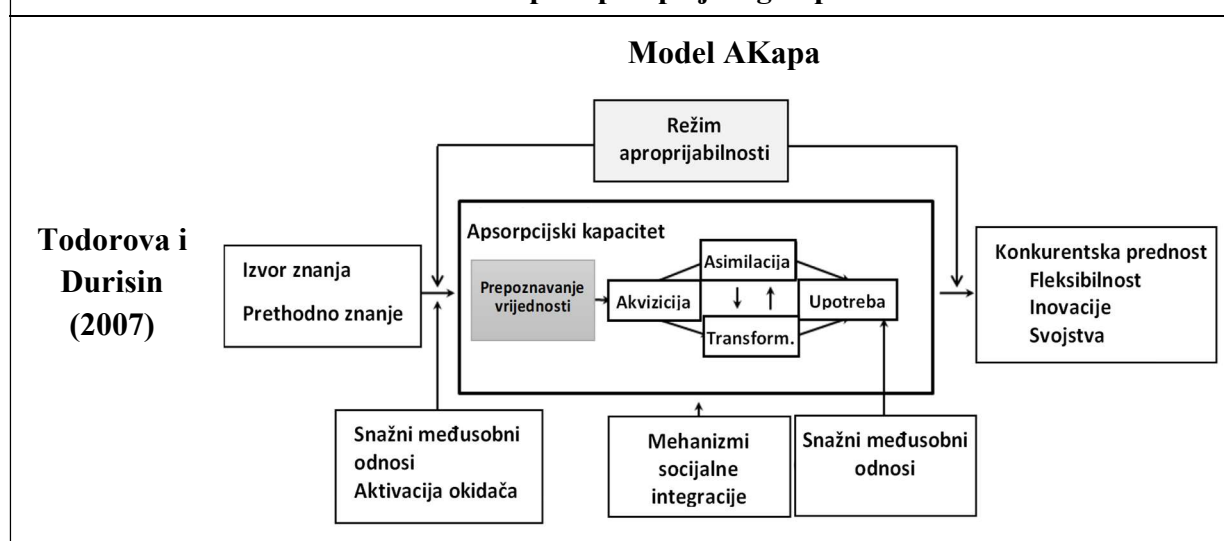 Model AKapa
Režim
aproprijabilnosti
Todorova i
Durisin
(2007)
Izvor znanja
Prethodno znanje
Apsorpcijski kapacitet
Prepoznavanje
vrijednosti
Akvizicija
Asimilacija
Transform.
Upotreba
Konkurentska prednost
Fleksibilnost
Inovacije
Svojstva
Snažni međusobni
odnosi
Aktivacija okidača
Mehanizmi
socijalne
integracije
Snažni međusobni
odnosi